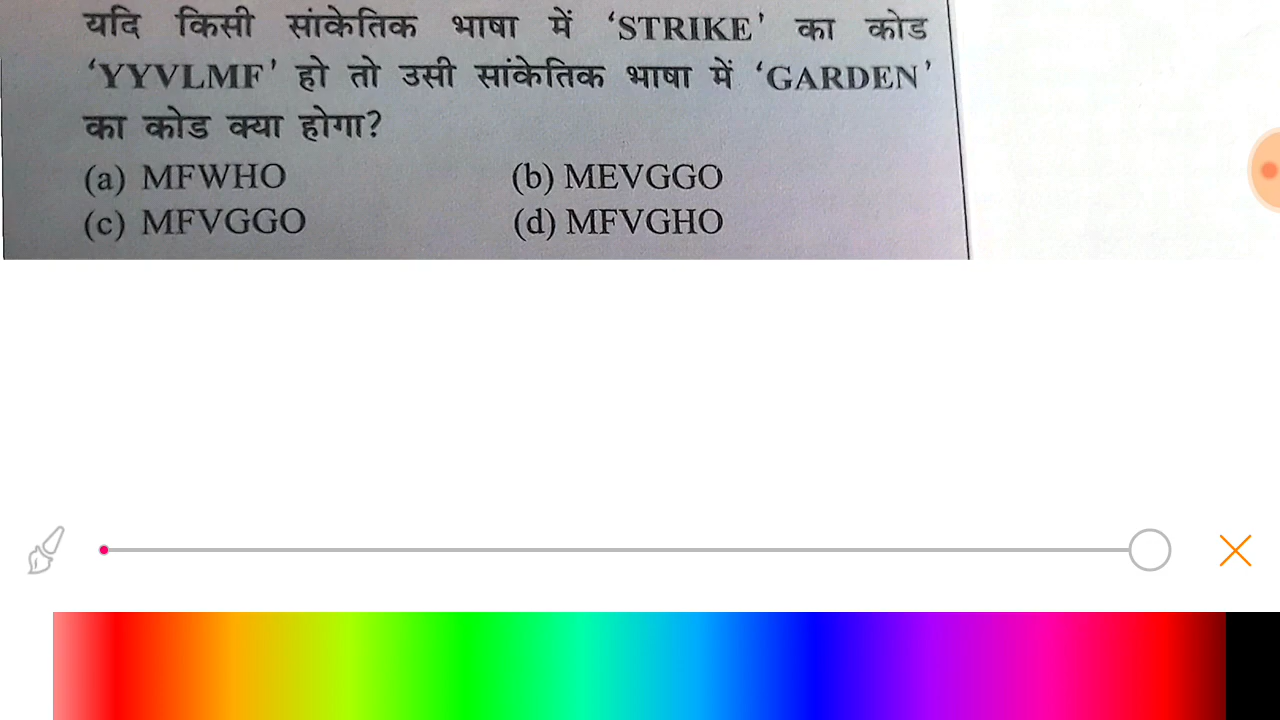 यदि किसी सांकेतिक भाषा में 'STRIKE' का कोड
'YYVLMF' हो तो उसी सांकेतिक भाषा में 'GARDEN'
का कोड क्या होगा?
(a) MFWHO (b) MEVGGO
(c) MFVGGO (d) MFVGHO